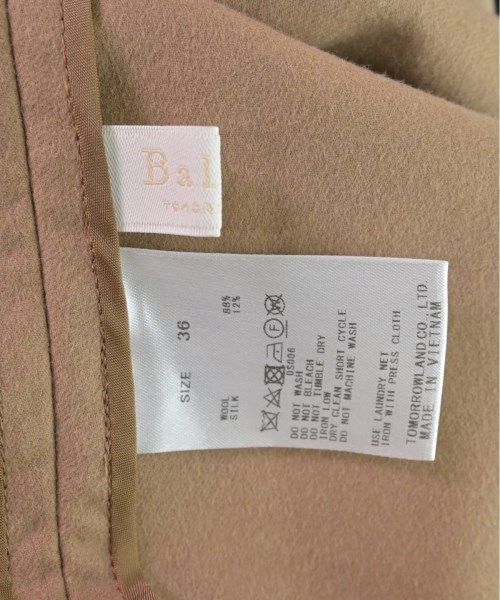 Ba
TOMORROW
SIZE 36
WOOL 88%
SILK 12%
DS006
DO NOT WASH
DO NOT BLEACH
DO NOT TUMBLE DRY
IRON LOW
DRY CLEAN SHORT CYCLE
DO NOT MACHINE WASH
USE LAUNDRY NET
IRON WITH PRESS CLOTH
TOMORROWLAND CO., LTD.
MADE IN VIETNAM